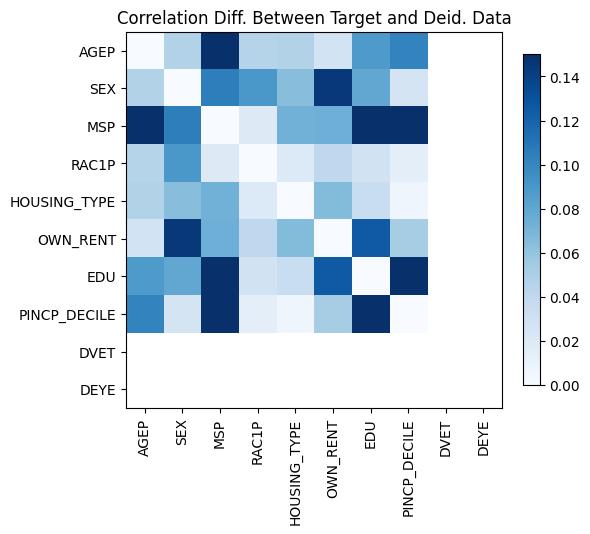 Correlation Diff. Between Target and Deid. Data
AGEP
SEX
MSP
RAC1P
HOUSING_TYPE
OWN_RENT
EDU
PINCP_DECILE
DVET
DEYE
AGEP
SEX
MSP
RAC1P
HOUSING_TYPE
OWN_RENT
EDU
PINCP_DECILE
DVET
DEYE
0.14
0.12
0.10
0.08
0.06
0.04
0.02
0.00